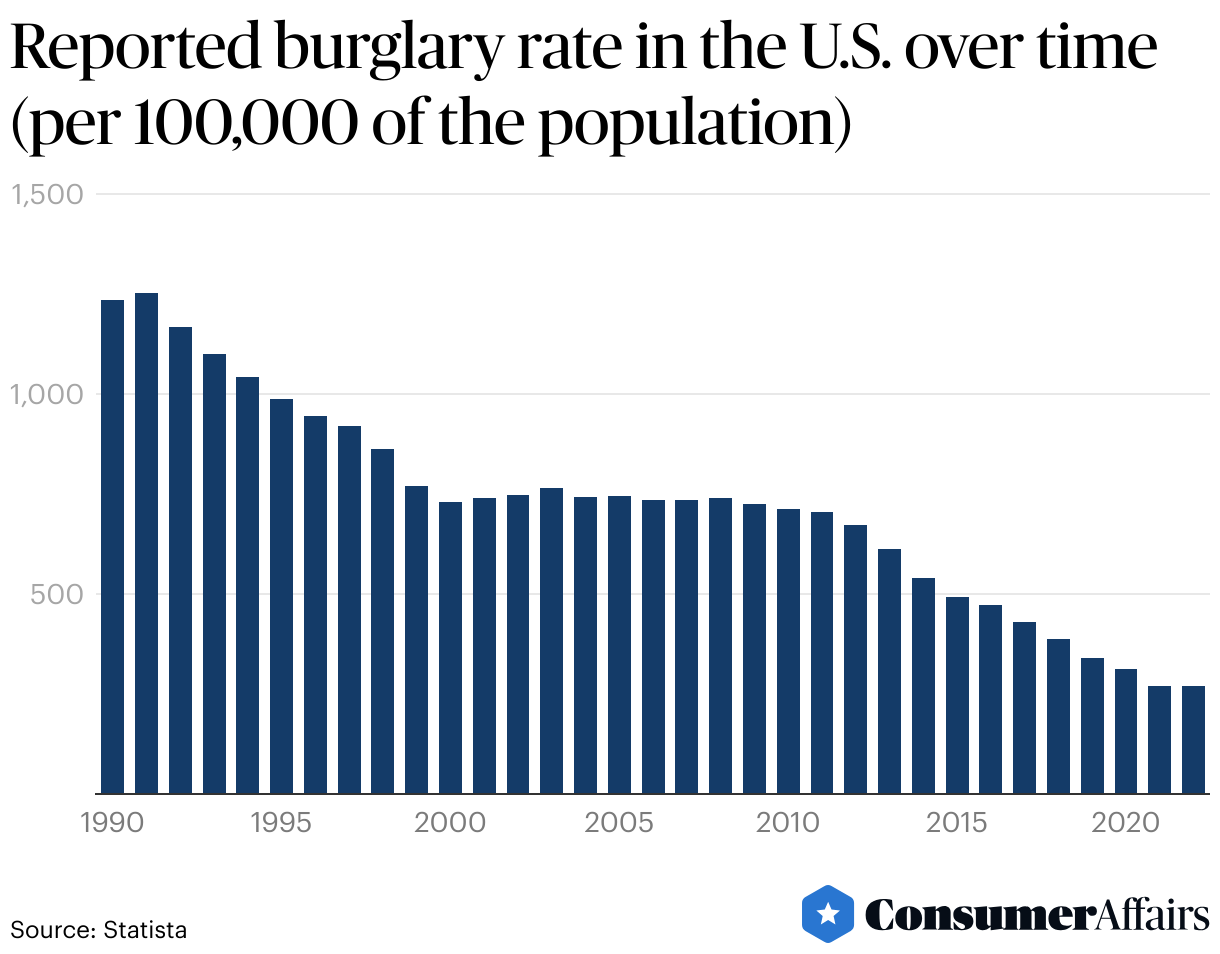 Reported burglary rate in the U.S. over time
(per 100,000 of the population)
1,500
1,000
500
1990 1995 2000 2005 2010 2015 2020
Source: Statista
ConsumerAffairs